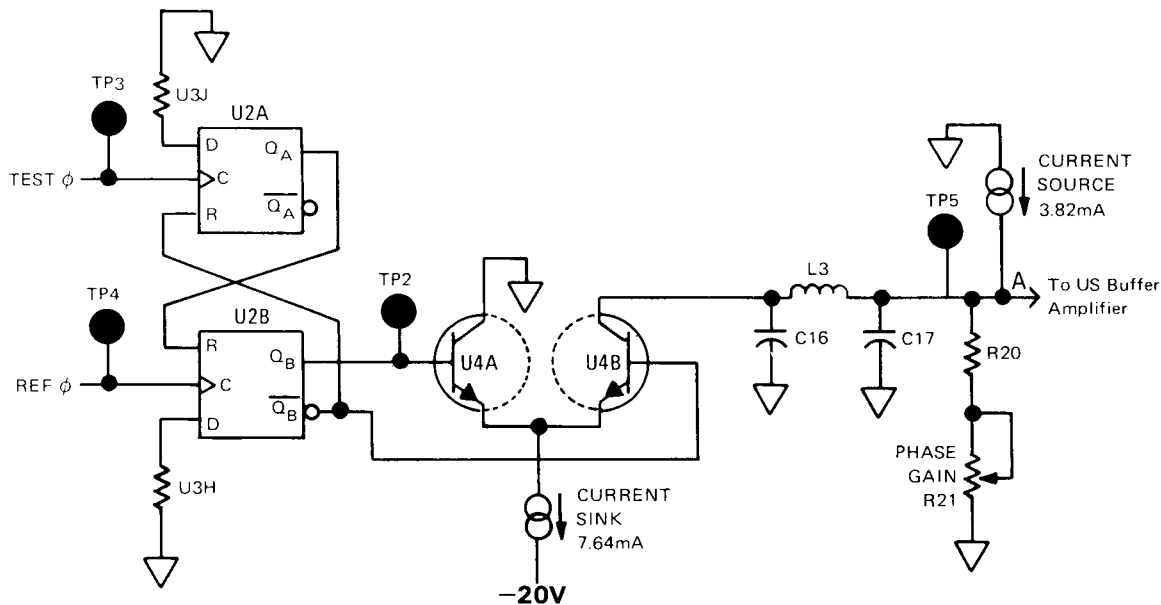 TP3
U3J
U2A
D
QA
TEST ϕ
C
QA
R
TP4
TP2
U2B
R
QB
REF ϕ
C
QB
D
U3H
U4A
U4B
CURRENT
SINK
7.64mA
−20V
C16
L3
C17
TP5
CURRENT
SOURCE
3.82mA
A
To US Buffer
Amplifier
R20
PHASE
GAIN
R21